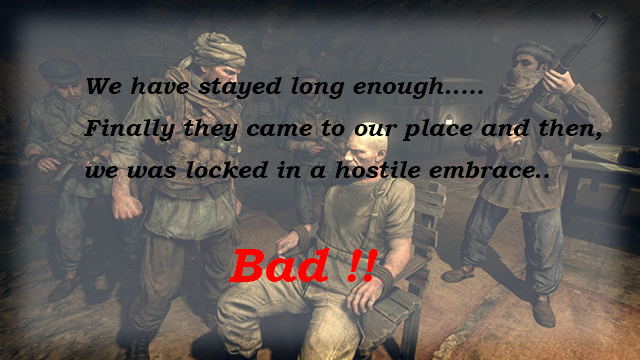 We have stayed long enough.....
Finally they came to our place and then,
we was locked in a hostile embrace..
Bad !!